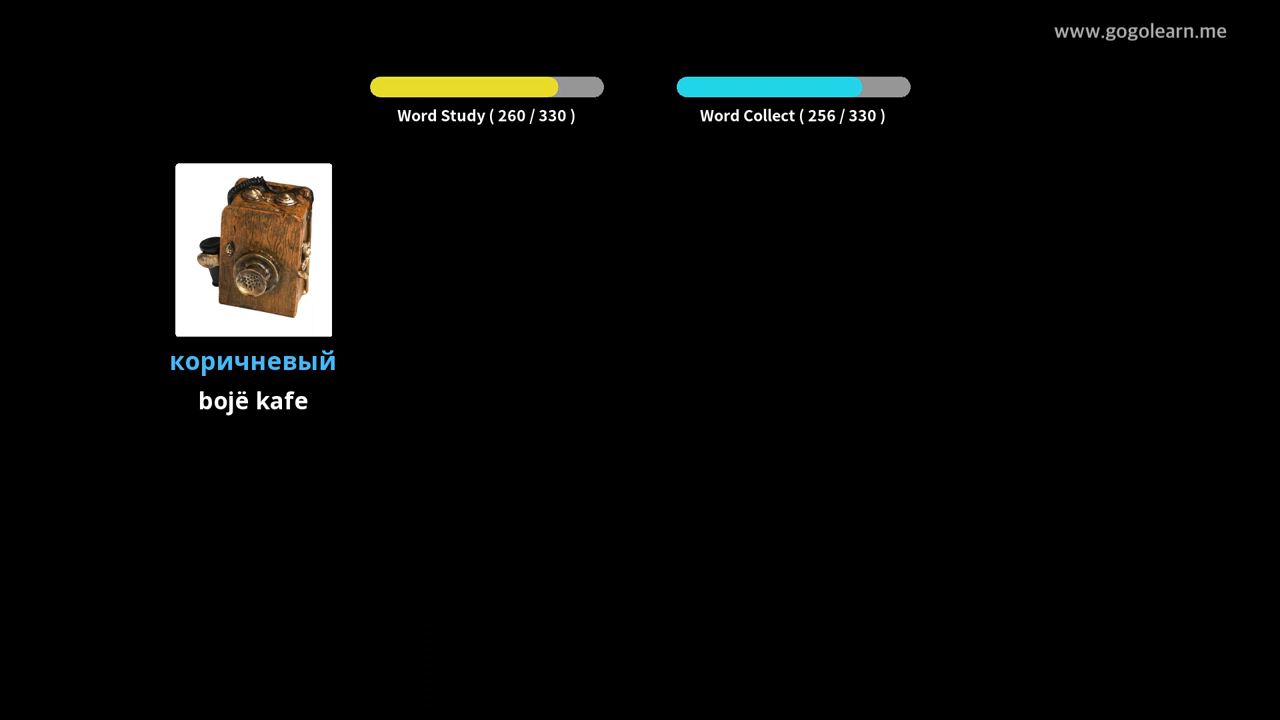 www.gogolearn.me
Word Study ( 260 / 330 )
Word Collect ( 256 / 330 )
коричневый
bojë kafe